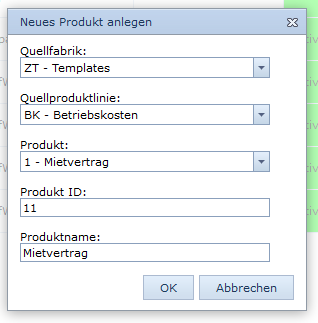 Neues Produkt anlegen
Quellfabrik:
ZT - Templates
Quellproduktlinie:
BK - Betriebskosten
Produkt:
1 - Mietvertrag
Produkt ID:
11
Produktname:
Mietvertrag
OK
Abbrechen